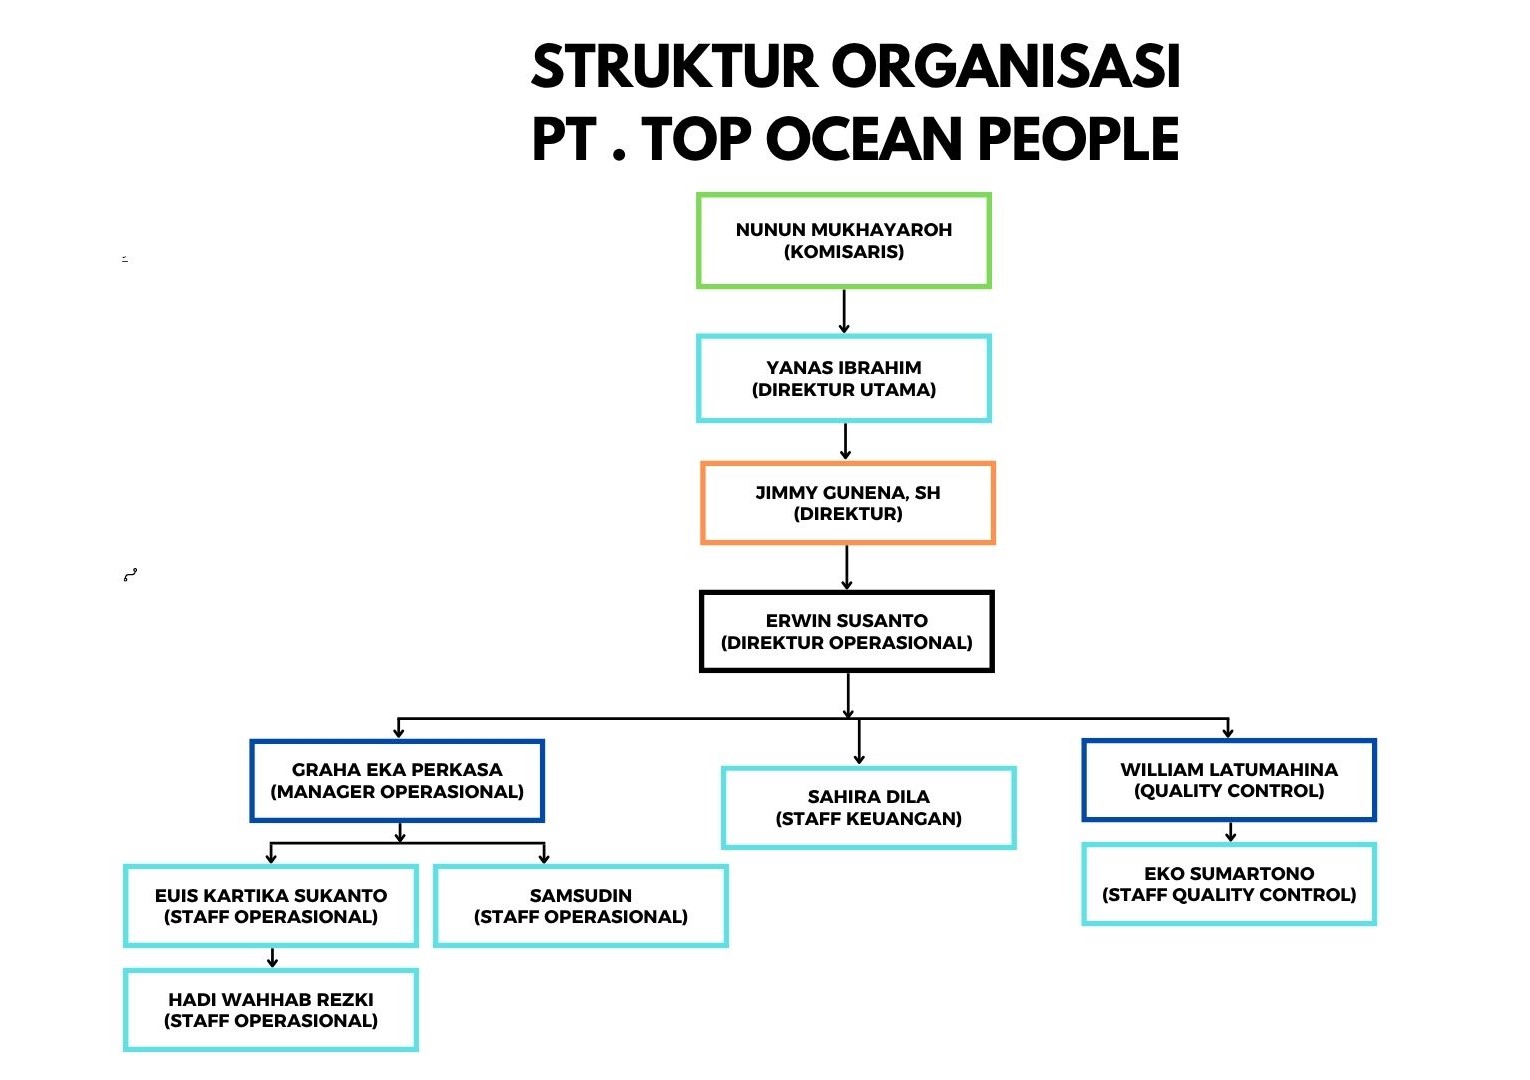 STRUKTUR ORGANISASI
PT . TOP OCEAN PEOPLE
NUNUN MUKHAYAROH
(KOMISARIS)
YANAS IBRAHIM
(DIREKTUR UTAMA)
JIMMY GUNENA, SH
(DIREKTUR)
ERWIN SUSANTO
(DIREKTUR OPERASIONAL)
GRAHA EKA PERKASA
(MANAGER OPERASIONAL)
SAHIRA DILA
(STAFF KEUANGAN)
WILLIAM LATUMAHINA
(QUALITY CONTROL)
EUIS KARTIKA SUKANTO
(STAFF OPERASIONAL)
SAMSUDIN
(STAFF OPERASIONAL)
EKO SUMARTONO
(STAFF QUALITY CONTROL)
HADI WAHHAB REZKI
(STAFF OPERASIONAL)